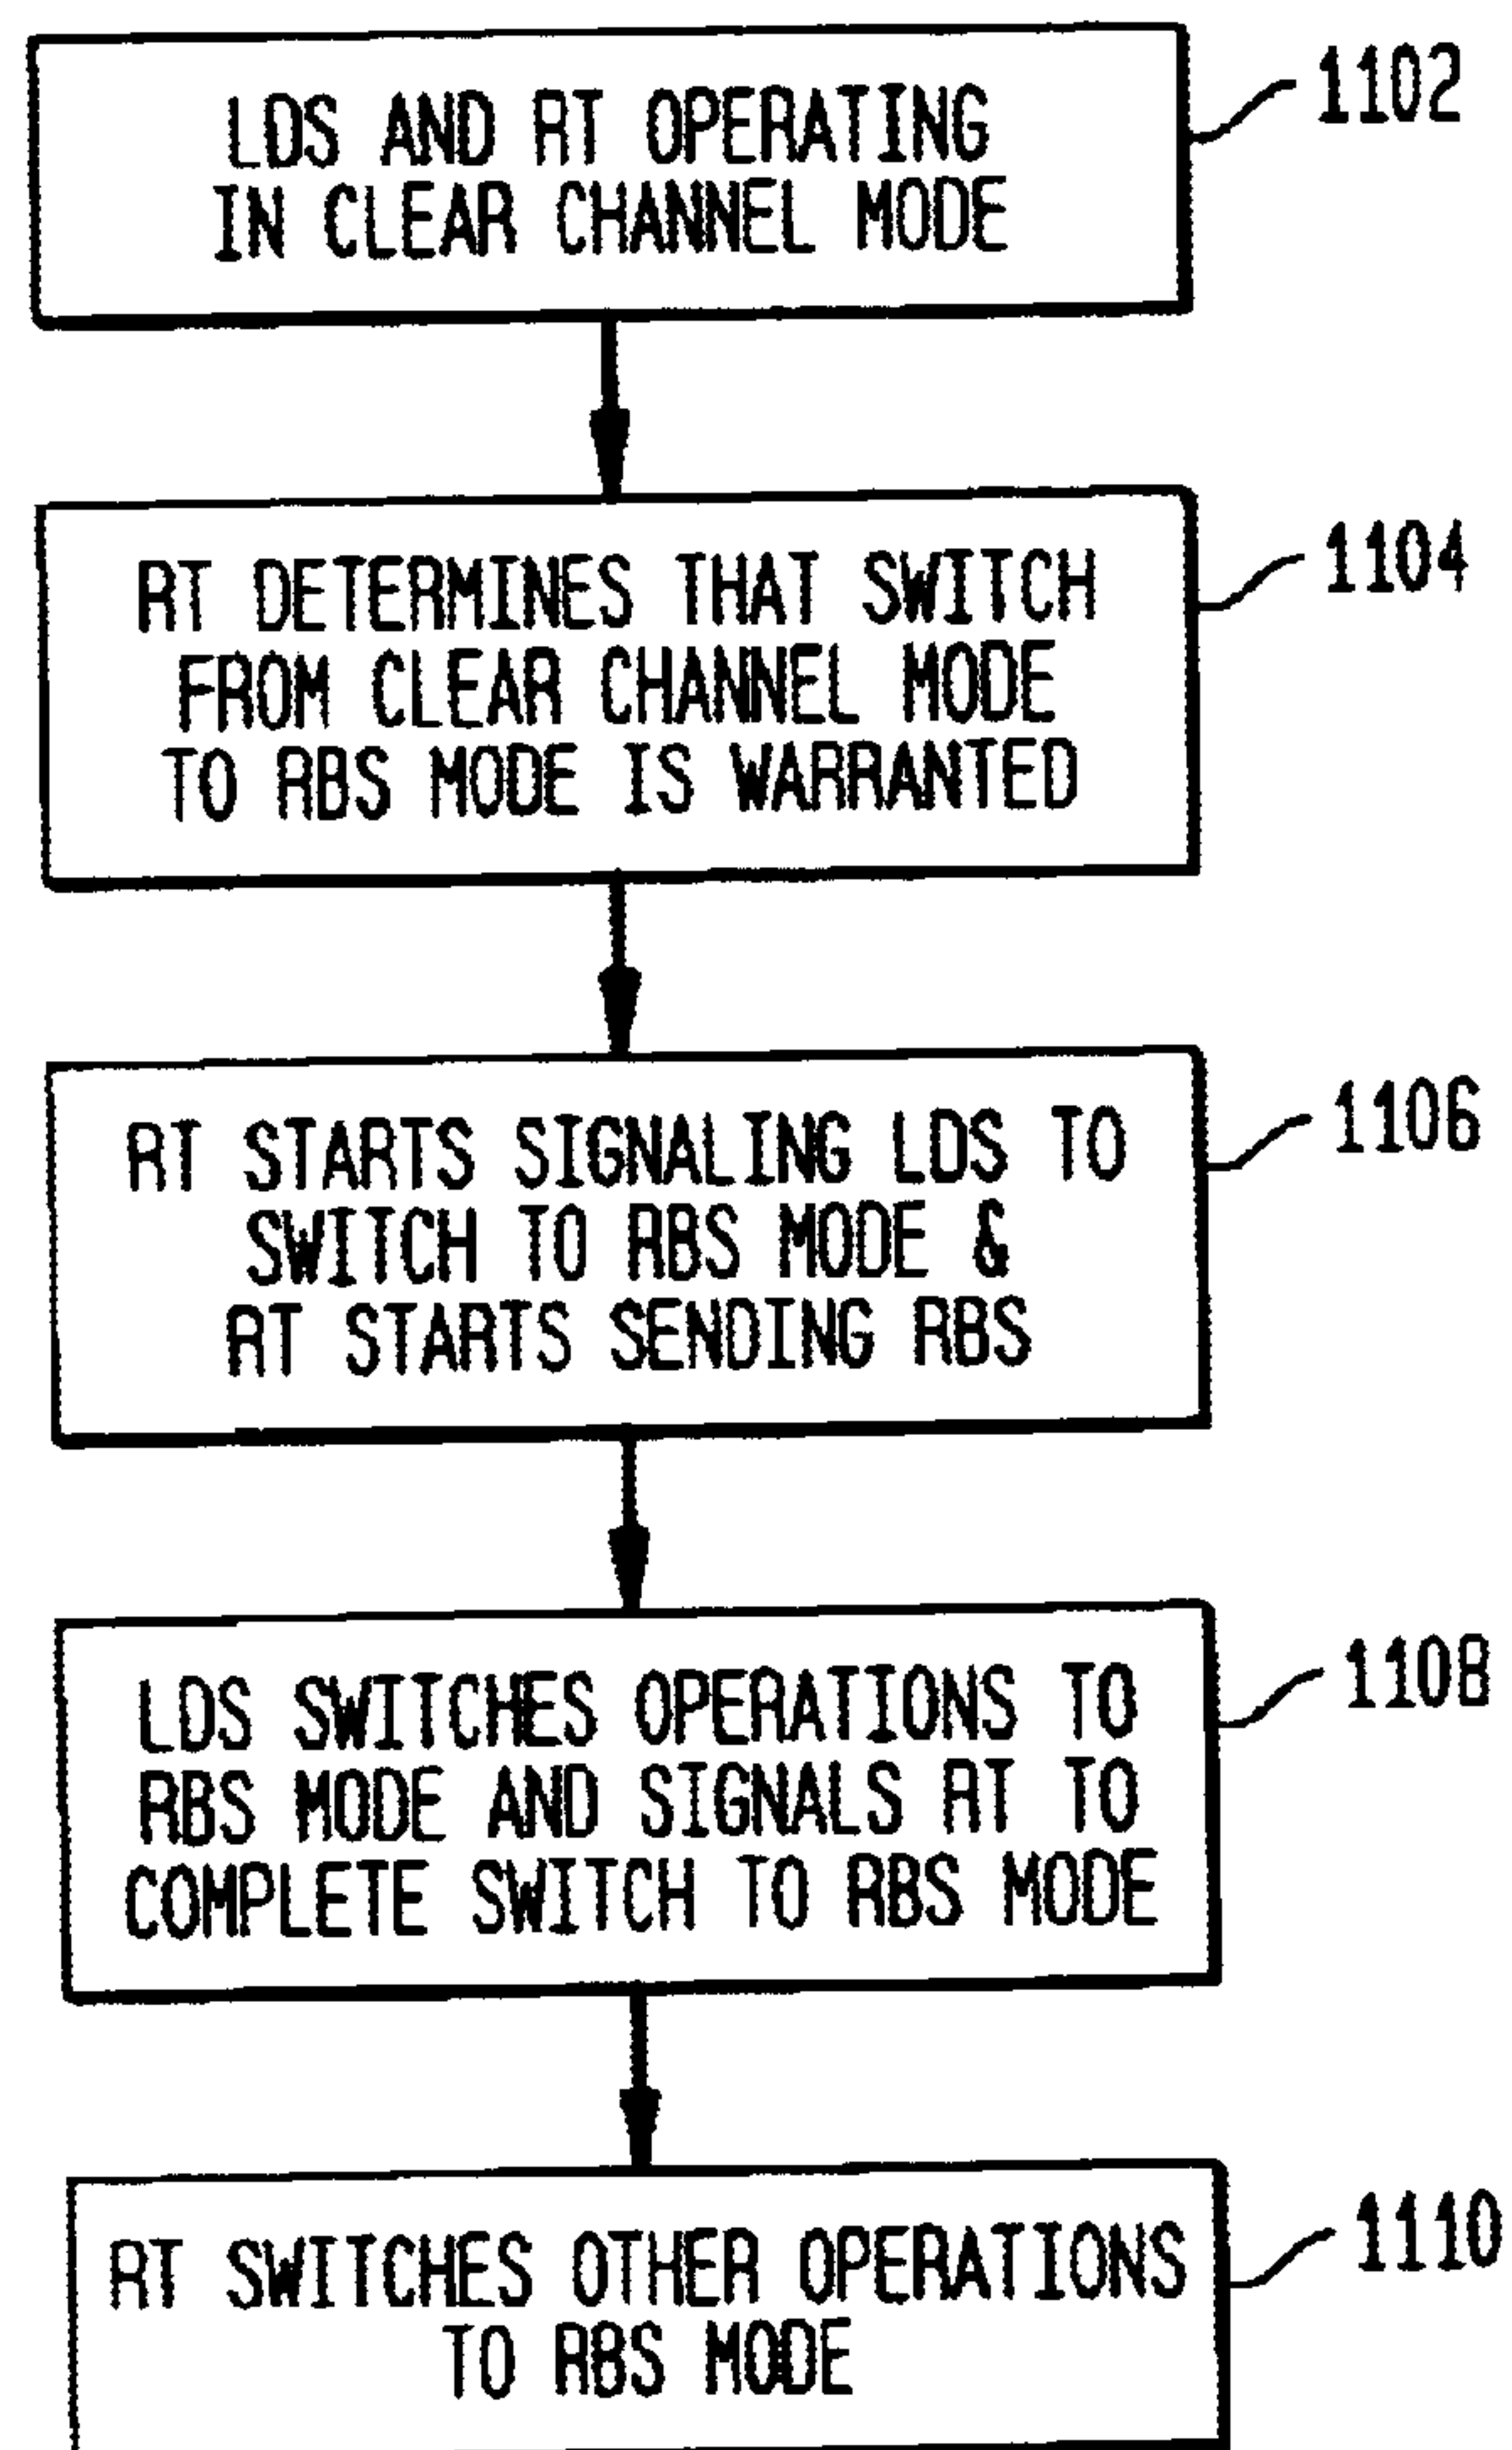 LDS AND RT OPERATING
IN CLEAR CHANNEL MODE
1102
RT DETERMINES THAT SWITCH
FROM CLEAR CHANNEL MODE
TO RBS MODE IS WARRANTED
1104
RT STARTS SIGNALING LDS TO
SWITCH TO RBS MODE &
RT STARTS SENDING RBS
1106
LDS SWITCHES OPERATIONS TO
RBS MODE AND SIGNALS RT TO
COMPLETE SWITCH TO RBS MODE
1108
RT SWITCHES OTHER OPERATIONS
TO RBS MODE
1110